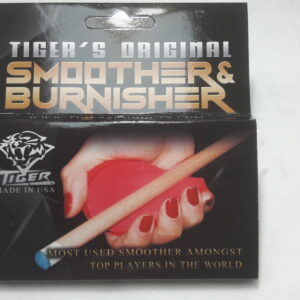 TIGER'S ORIGINAL
SMOOTHER&
BURNISHER
TIGER
MADE IN USA
MOST USED SMOOTHER AMONGST
TOP PLAYERS IN THE WORLD